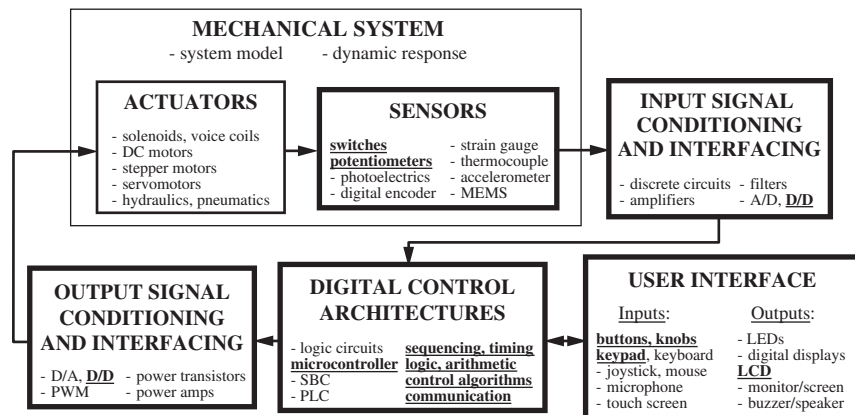 MECHANICAL SYSTEM
- system model - dynamic response
ACTUATORS
- solenoids, voice coils
- DC motors
- stepper motors
- servomotors
- hydraulics, pneumatics
SENSORS
switches
potentiometers
- photoelectrics
- digital encoder
- strain gauge
- thermocouple
- accelerometer
- MEMS
INPUT SIGNAL
CONDITIONING
AND INTERFACING
- discrete circuits
- amplifiers
- filters
- A/D, D/D
OUTPUT SIGNAL
CONDITIONING
AND INTERFACING
- D/A, D/D
- PWM
- power transistors
- power amps
DIGITAL CONTROL
ARCHITECTURES
- logic circuits
microcontroller
- SBC
- PLC
sequencing, timing
logic, arithmetic
control algorithms
communication
USER INTERFACE
Inputs:
buttons, knobs
keypad, keyboard
- joystick, mouse
- microphone
- touch screen
Outputs:
- LEDs
- digital displays
LCD
- monitor/screen
- buzzer/speaker